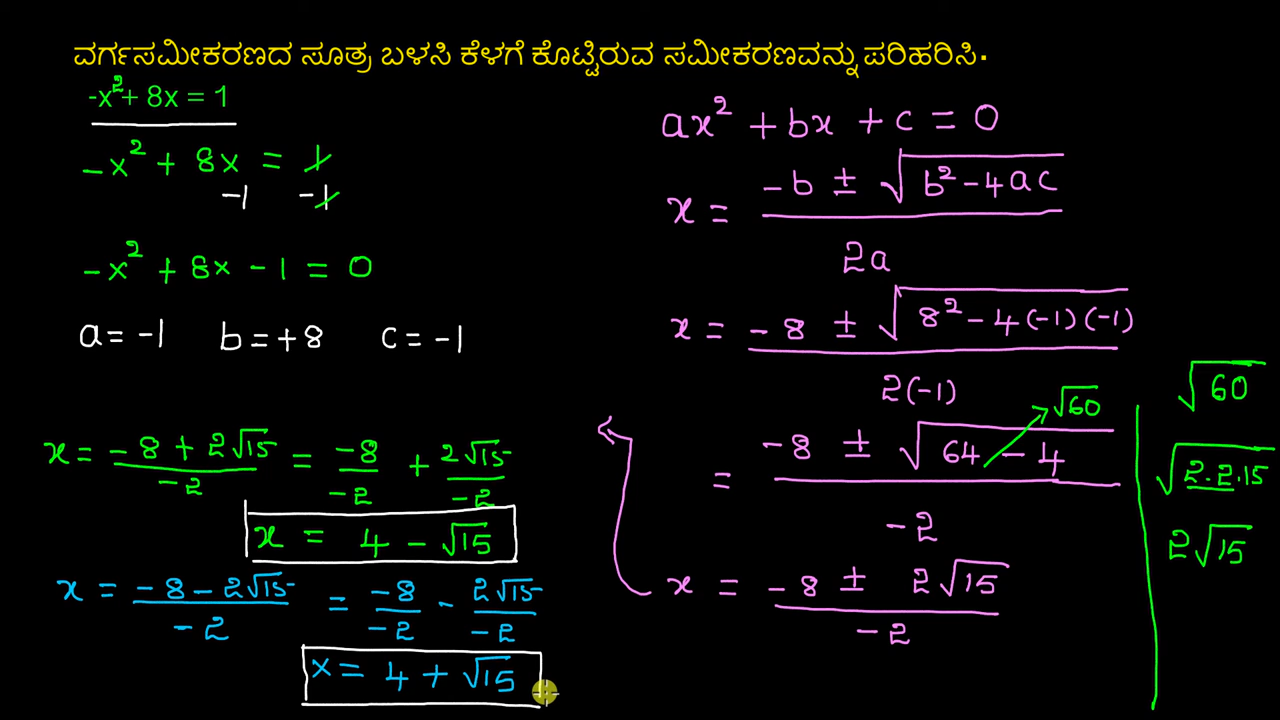 ವರ್ಗಸಮೀಕರಣದ ಸೂತ್ರ ಬಳಸಿ ಕೆಳಗೆ ಕೊಟ್ಟಿರುವ ಸಮೀಕರಣವನ್ನು ಪರಿಹರಿಸಿ.
-x²+ 8x = 1
-x² + 8x = 1
-1 -1
-x² + 8x - 1 = 0
a = -1 b = +8 c = -1
x = (-8 + 2√15)/-2 = -8/-2 + 2√15/-2
x = 4 - √15
x = (-8 - 2√15)/-2 = -8/-2 - 2√15/-2
x = 4 + √15
ax² + bx + c = 0
x = (-b ± √(b² - 4ac))/2a
x = (-8 ± √(8² - 4(-1)(-1)))/2(-1)
= (-8 ± √(64 - 4))/-2
√60
x = (-8 ± 2√15)/-2
√60
√(2·2·15)
2√15